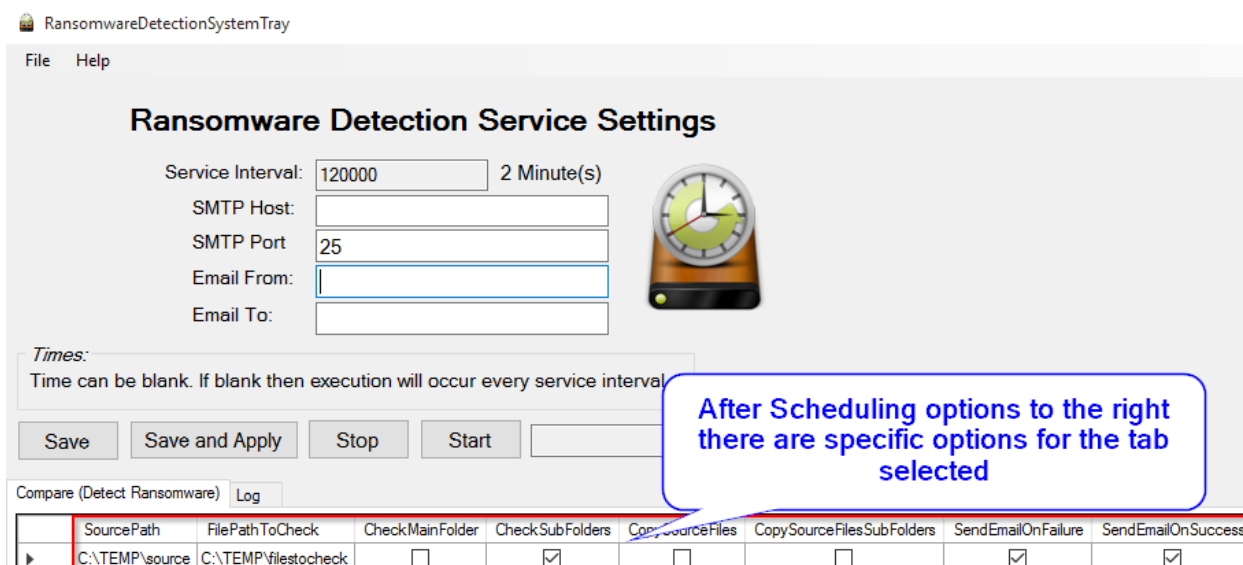 RansomwareDetectionSystemTray
File Help
Ransomware Detection Service Settings
Service Interval: 120000 2 Minute(s)
SMTP Host:
SMTP Port 25
Email From:
Email To:
Times:
Time can be blank. If blank then execution will occur every service interval
After Scheduling options to the right
there are specific options for the tab
selected
Save Save and Apply Stop Start
Compare (Detect Ransomware) Log
SourcePath FilePathToCheck CheckMainFolder CheckSubFolders CopySourceFiles CopySourceFilesSubFolders SendEmailOnFailure SendEmailOnSuccess
C:\TEMP\source C:\TEMP\filestocheck